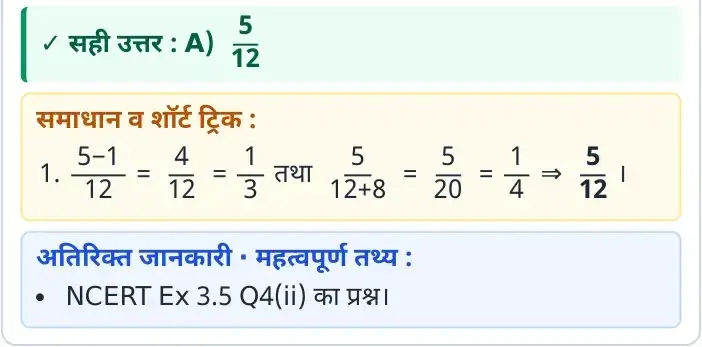 ✓ सही उत्तर : A) 5/12
समाधान व शॉर्ट ट्रिक :
1. 5−1/12 = 4/12 = 1/3 तथा 5/12+8 = 5/20 = 1/4 ⇒ 5/12 ।
अतिरिक्त जानकारी · महत्वपूर्ण तथ्य :
• NCERT Ex 3.5 Q4(ii) का प्रश्न।